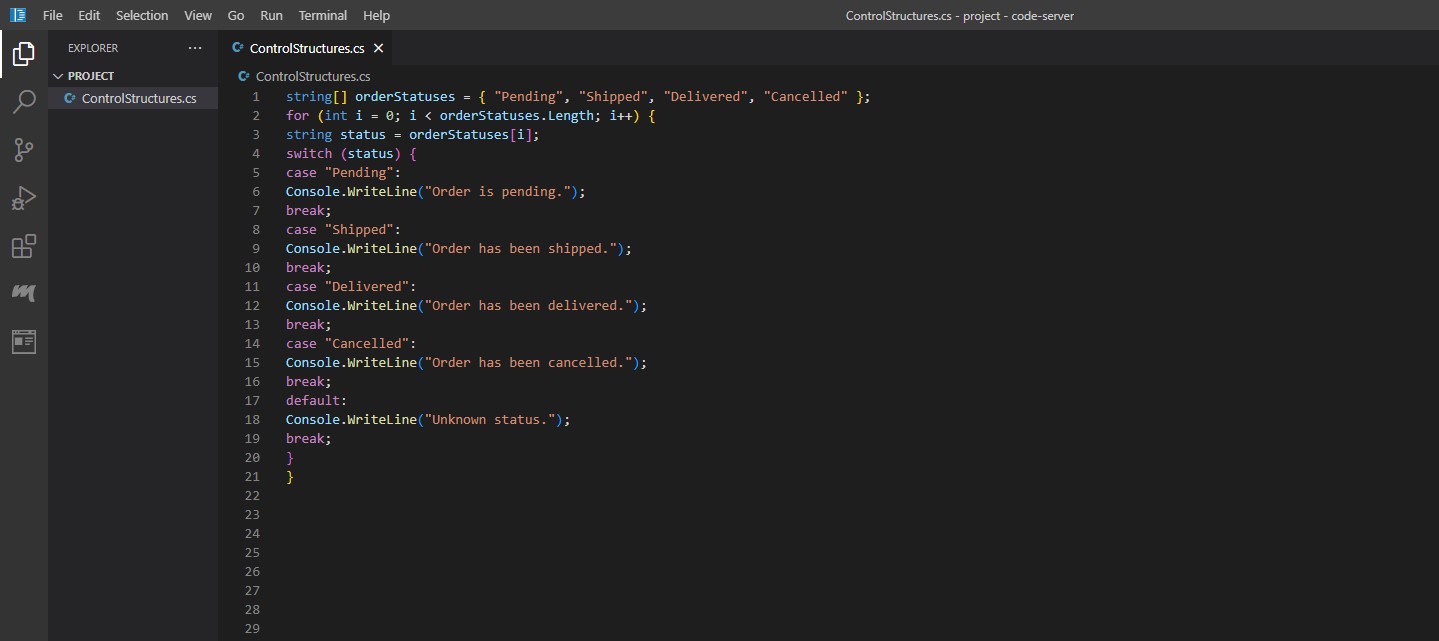 File Edit Selection View Go Run Terminal Help
ControlStructures.cs - project - code-server
EXPLORER ...
PROJECT
ControlStructures.cs
ControlStructures.cs
ControlStructures.cs
1 string[] orderStatuses = { "Pending", "Shipped", "Delivered", "Cancelled" };
2 for (int i = 0; i < orderStatuses.Length; i++) {
3 string status = orderStatuses[i];
4 switch (status) {
5 case "Pending":
6 Console.WriteLine("Order is pending.");
7 break;
8 case "Shipped":
9 Console.WriteLine("Order has been shipped.");
10 break;
11 case "Delivered":
12 Console.WriteLine("Order has been delivered.");
13 break;
14 case "Cancelled":
15 Console.WriteLine("Order has been cancelled.");
16 break;
17 default:
18 Console.WriteLine("Unknown status.");
19 break;
20 }
21 }
22
23
24
25
26
27
28
29